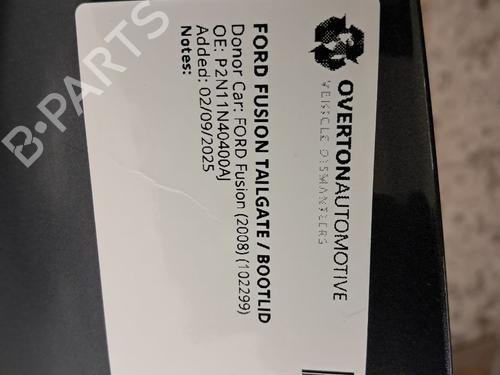 OVERTONAUTOMOTIVE
VEHICLE DISMANTLERS
FORD FUSION TAILGATE / BOOTLID
Donor Car: FORD Fusion (2008) (102299)
OE: P2N11N40400AJ
Added: 02/09/2025
Notes:
B-PARTS